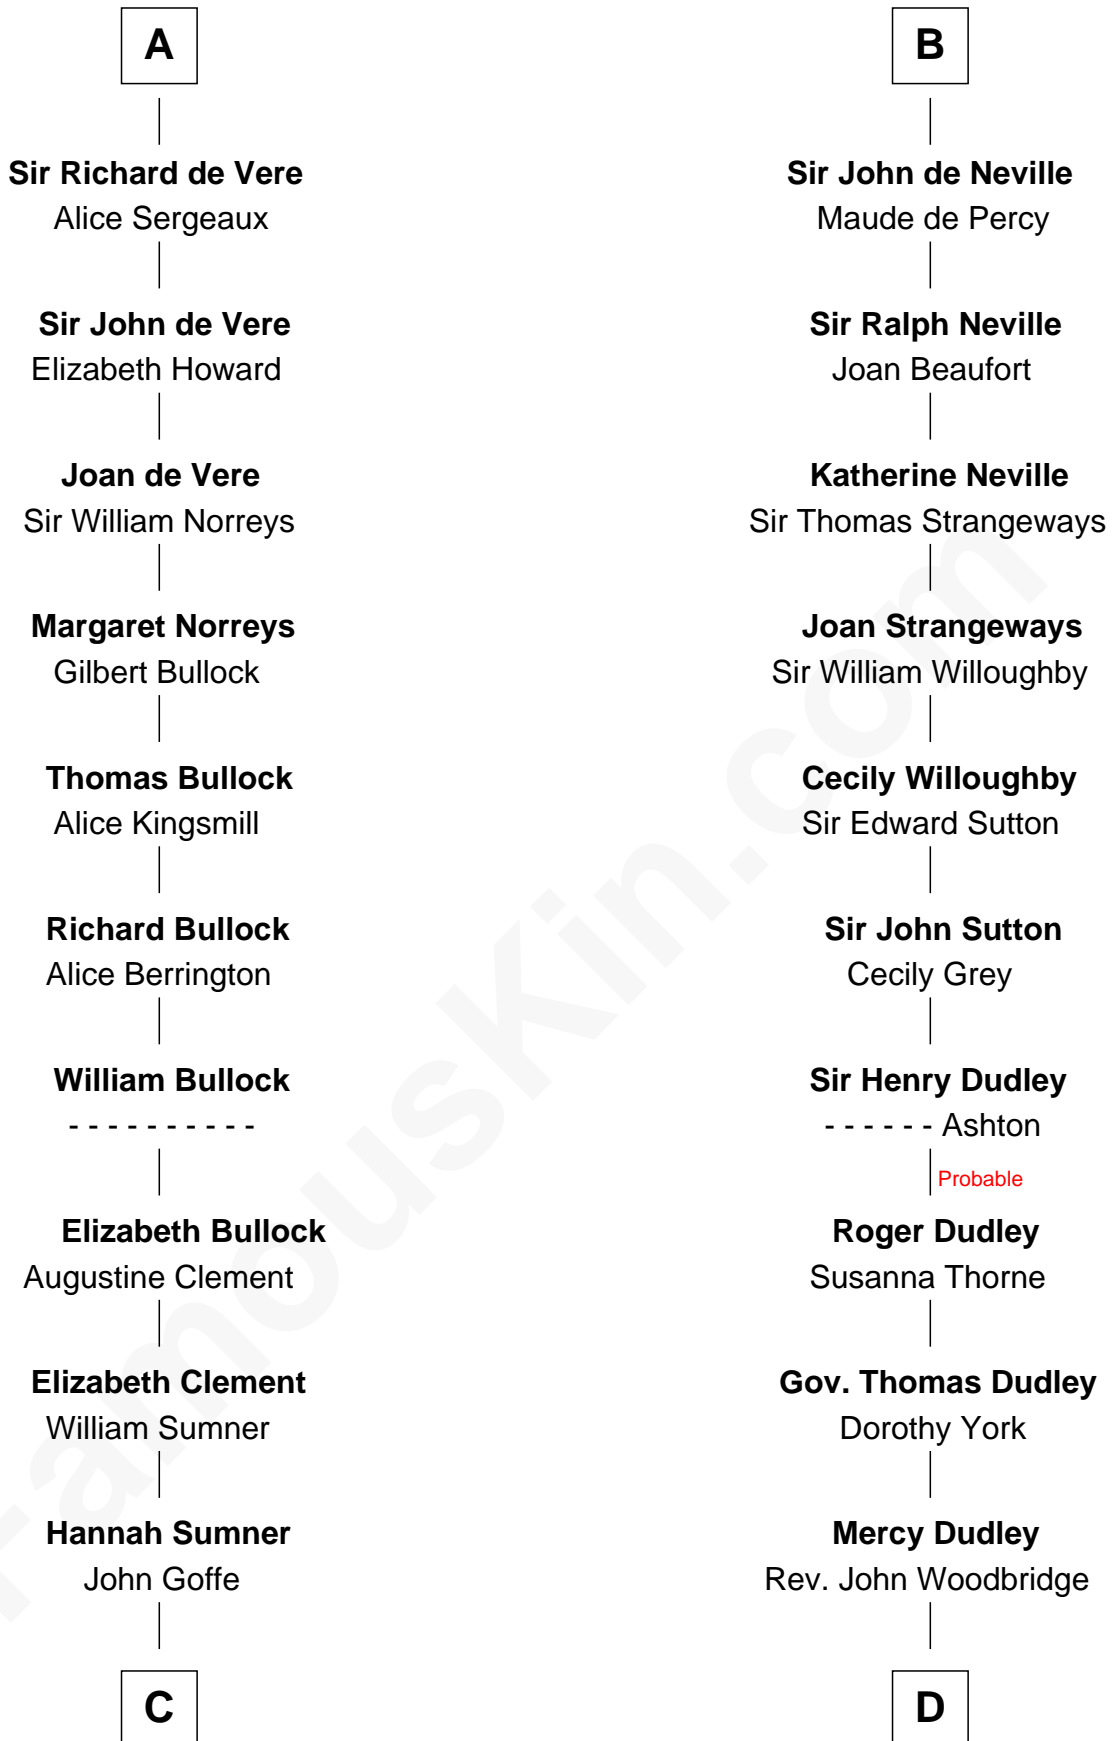 A
Sir Richard de Vere
Alice Sergeaux
Sir John de Vere
Elizabeth Howard
Joan de Vere
Sir William Norreys
Margaret Norreys
Gilbert Bullock
Thomas Bullock
Alice Kingsmill
Richard Bullock
Alice Berrington
William Bullock
- - - - - - - - - -
Elizabeth Bullock
Augustine Clement
Elizabeth Clement
William Sumner
Hannah Sumner
John Goffe
C
B
Sir John de Neville
Maude de Percy
Sir Ralph Neville
Joan Beaufort
Katherine Neville
Sir Thomas Strangeways
Joan Strangeways
Sir William Willoughby
Cecily Willoughby
Sir Edward Sutton
Sir John Sutton
Cecily Grey
Sir Henry Dudley
- - - - - - Ashton
Probable
Roger Dudley
Susanna Thorne
Gov. Thomas Dudley
Dorothy York
Mercy Dudley
Rev. John Woodbridge
D
FamousKin.com